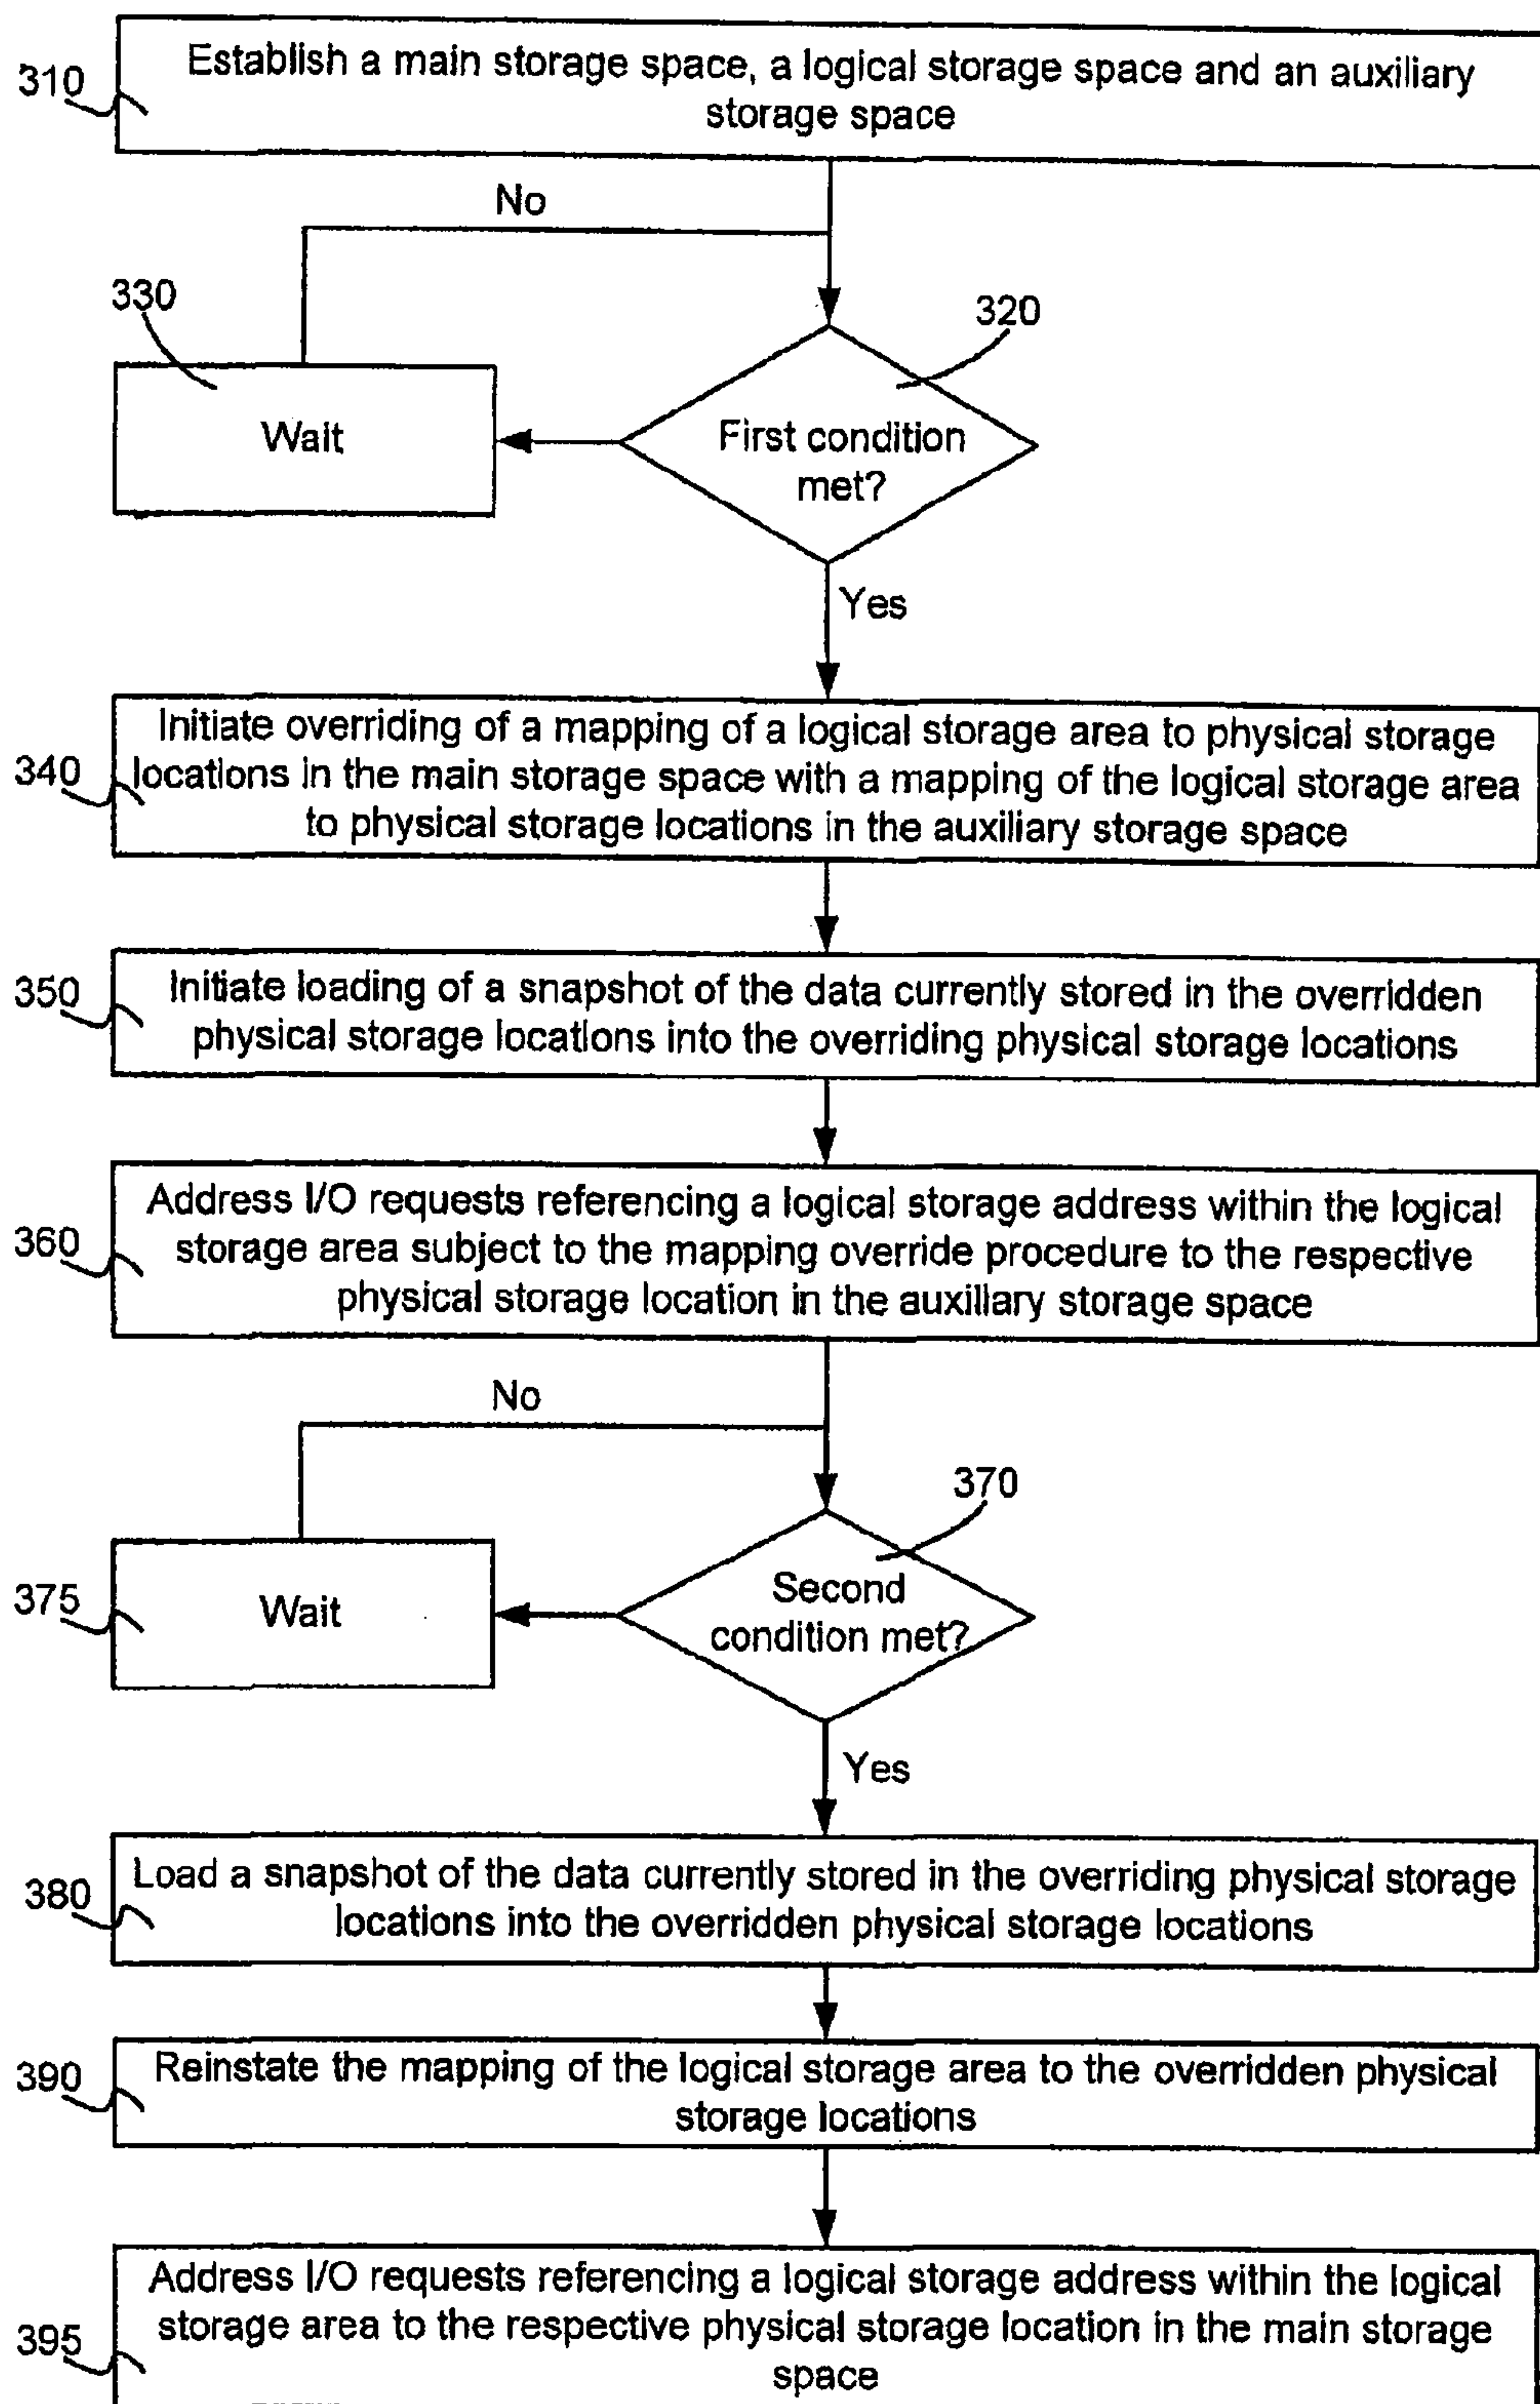 310
Establish a main storage space, a logical storage space and an auxiliary
storage space
No
330
320
Wait
First condition
met?
Yes
340
Initiate overriding of a mapping of a logical storage area to physical storage
locations in the main storage space with a mapping of the logical storage area
to physical storage locations in the auxiliary storage space
350
Initiate loading of a snapshot of the data currently stored in the overridden
physical storage locations into the overriding physical storage locations
360
Address I/O requests referencing a logical storage address within the logical
storage area subject to the mapping override procedure to the respective
physical storage location in the auxiliary storage space
No
370
375
Wait
Second
condition met?
Yes
380
Load a snapshot of the data currently stored in the overriding physical storage
locations into the overridden physical storage locations
390
Reinstate the mapping of the logical storage area to the overridden physical
storage locations
395
Address I/O requests referencing a logical storage address within the logical
storage area to the respective physical storage location in the main storage
space